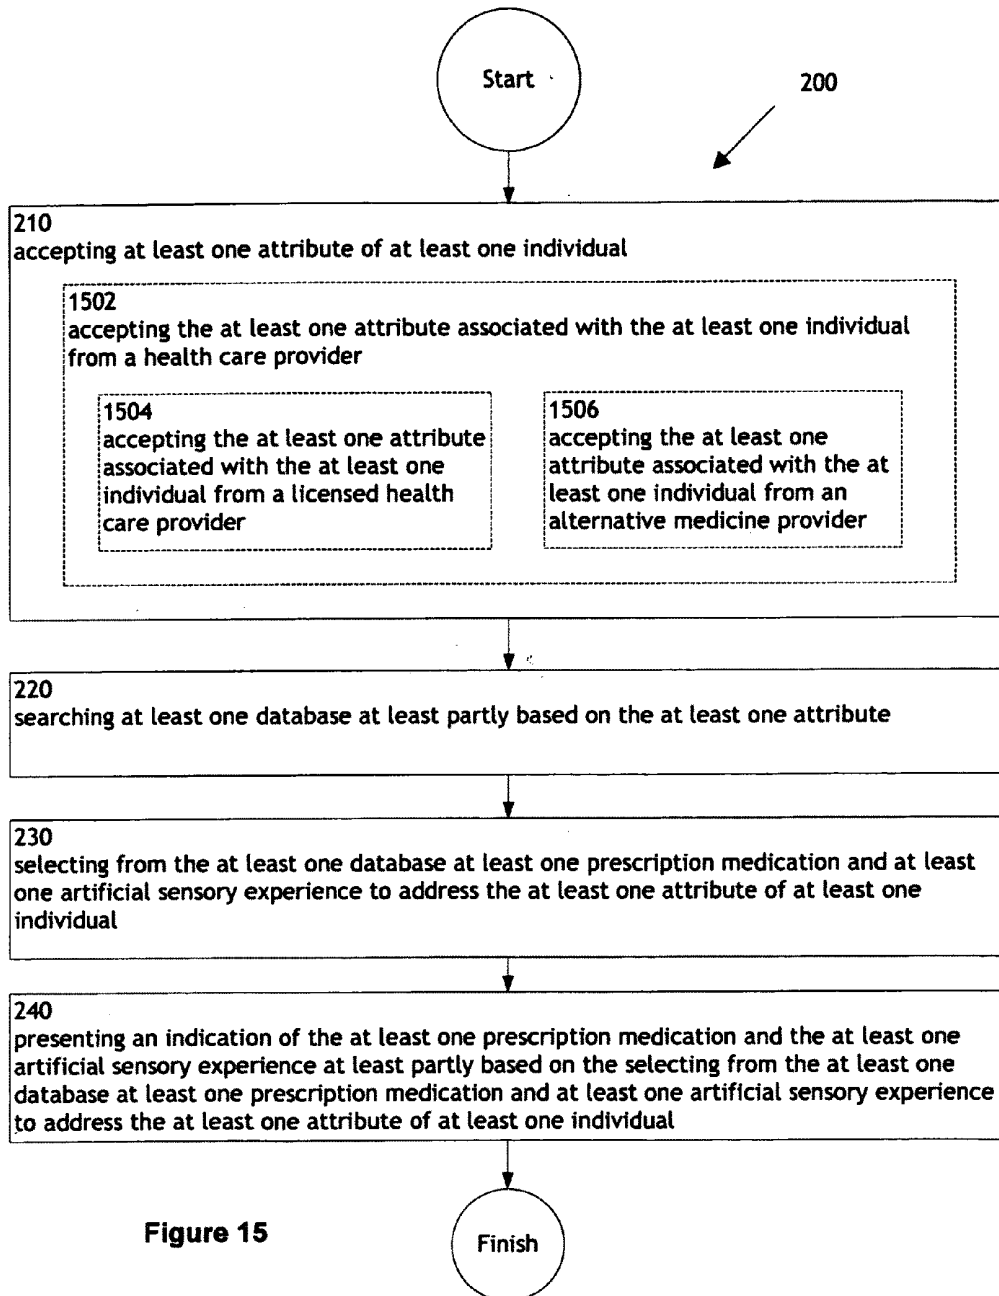 Start
200
210
accepting at least one attribute of at least one individual
1502
accepting the at least one attribute associated with the at least one individual
from a health care provider
1504
accepting the at least one attribute
associated with the at least one
individual from a licensed health
care provider
1506
accepting the at least one
attribute associated with the at
least one individual from an
alternative medicine provider
220
searching at least one database at least partly based on the at least one attribute
230
selecting from the at least one database at least one prescription medication and at least
one artificial sensory experience to address the at least one attribute of at least one
individual
240
presenting an indication of the at least one prescription medication and the at least one
artificial sensory experience at least partly based on the selecting from the at least one
database at least one prescription medication and at least one artificial sensory experience
to address the at least one attribute of at least one individual
Figure 15
Finish